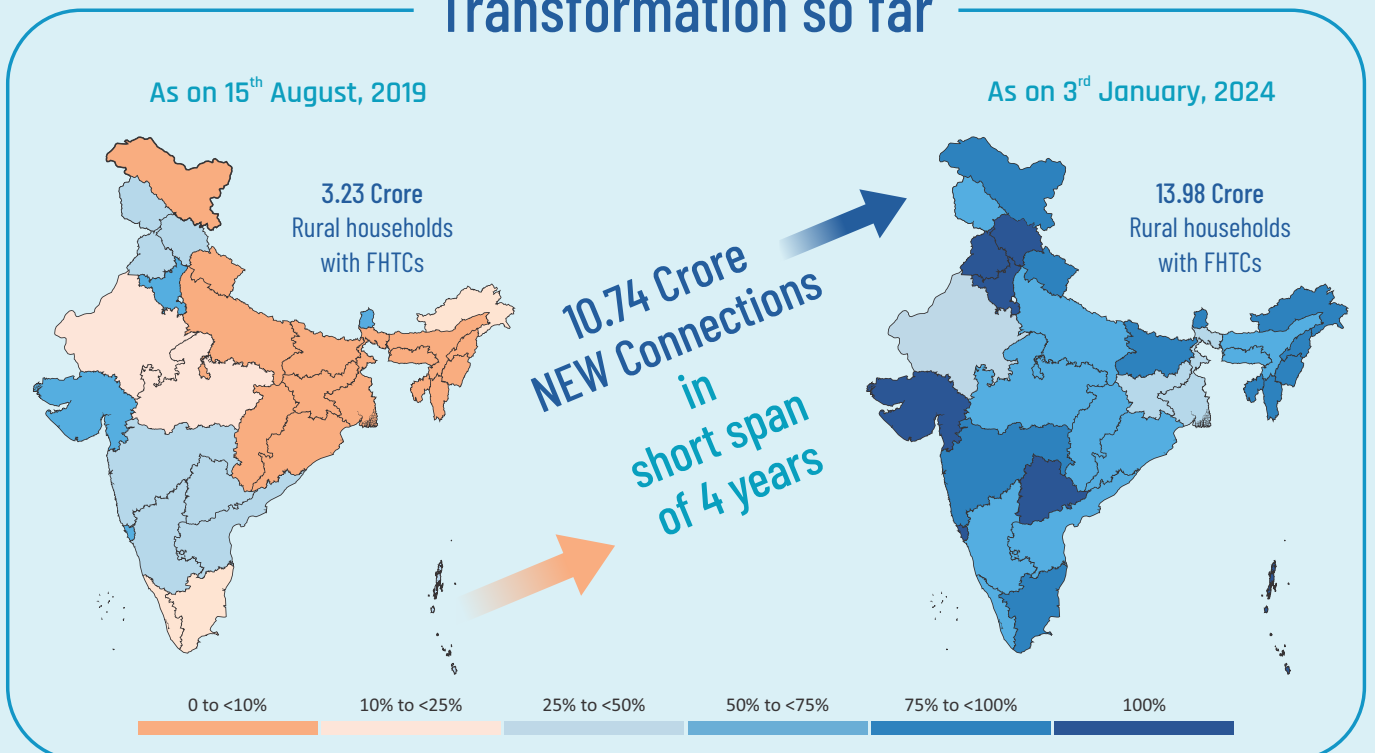 Transformation so far
As on 15th August, 2019
As on 3rd January, 2024
3.23 Crore
Rural households
with FHTCs
13.98 Crore
Rural households
with FHTCs
10.74 Crore
NEW Connections
in
short span
of 4 years
0 to <10%
10% to <25%
25% to <50%
50% to <75%
75% to <100%
100%